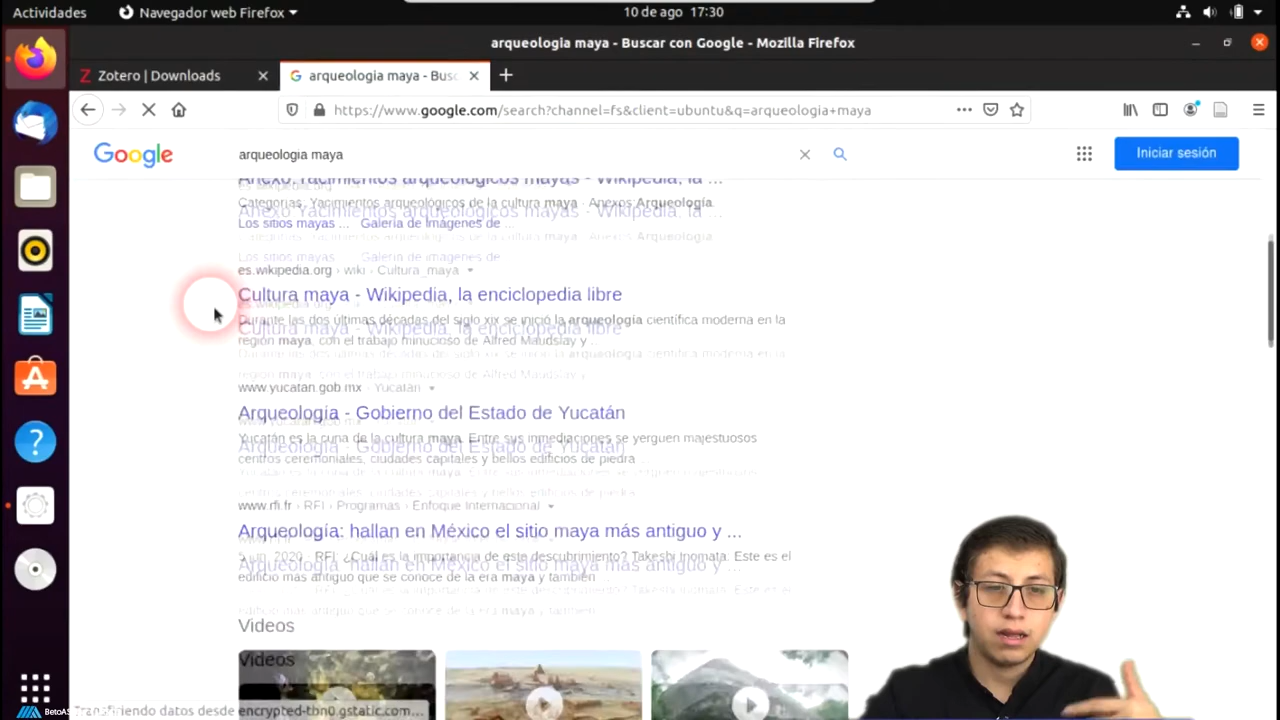 Actividades
Navegador web Firefox
10 de ago 17:30
arqueologia maya - Buscar con Google - Mozilla Firefox
Zotero | Downloads
arqueologia maya - Busc
https://www.google.com/search?channel=fs&client=ubuntu&q=arqueologia+maya
Google
arqueologia maya
Iniciar sesión
Anexo:Yacimientos arqueológicos mayas - Wikipedia, la ...
Categorías. Yacimientos arqueológicos de la cultura maya · Anexos:Arqueología.
Los sitios mayas ... Galería de imágenes de ...
es.wikipedia.org › wiki › Cultura_maya
Cultura maya - Wikipedia, la enciclopedia libre
Durante las dos últimas décadas del siglo xix se inició la arqueología científica moderna en la
región maya, con el trabajo minucioso de Alfred Maudslay y ...
www.yucatan.gob.mx › Yucatán
Arqueología - Gobierno del Estado de Yucatán
Yucatán es la cuna de la cultura maya. Entre sus inmediaciones se yerguen majestuosos
centros ceremoniales, ciudades capitales y bellos edificios de piedra ...
www.rfi.fr › RFI › Programas › Enfoque Internacional
Arqueología: hallan en México el sitio maya más antiguo y ...
5 jun. 2020 - RFI: ¿Cuál es la importancia de este descubrimiento? Takeshi Inomata: Este es el
edificio más antiguo que se conoce de la era maya y también ...
Videos
Videos
Transfiriendo datos desde encrypted-tbn0.gstatic.com...